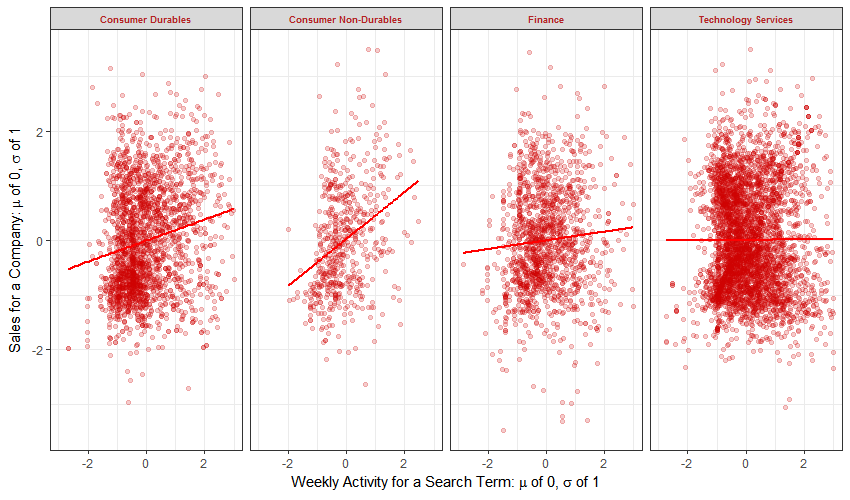 Consumer Durables
Consumer Non-Durables
Finance
Technology Services
Sales for a Company: μ of 0, σ of 1
2
0
-2
-2 0 2
-2 0 2
-2 0 2
-2 0 2
Weekly Activity for a Search Term: μ of 0, σ of 1